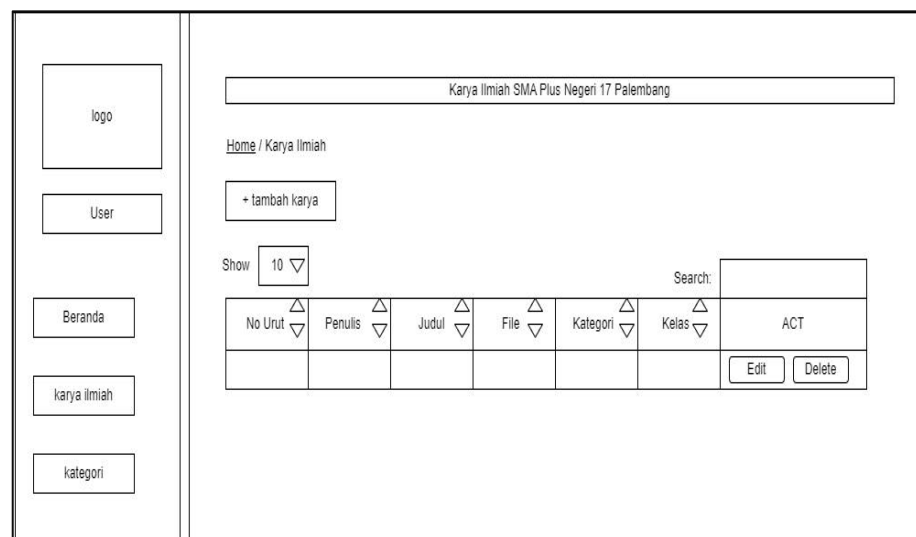 logo
User
Beranda
karya ilmiah
kategori
Karya Ilmiah SMA Plus Negeri 17 Palembang
Home / Karya Ilmiah
+ tambah karya
Show 10
Search:
No Urut Penulis Judul File Kategori Kelas ACT
Edit Delete